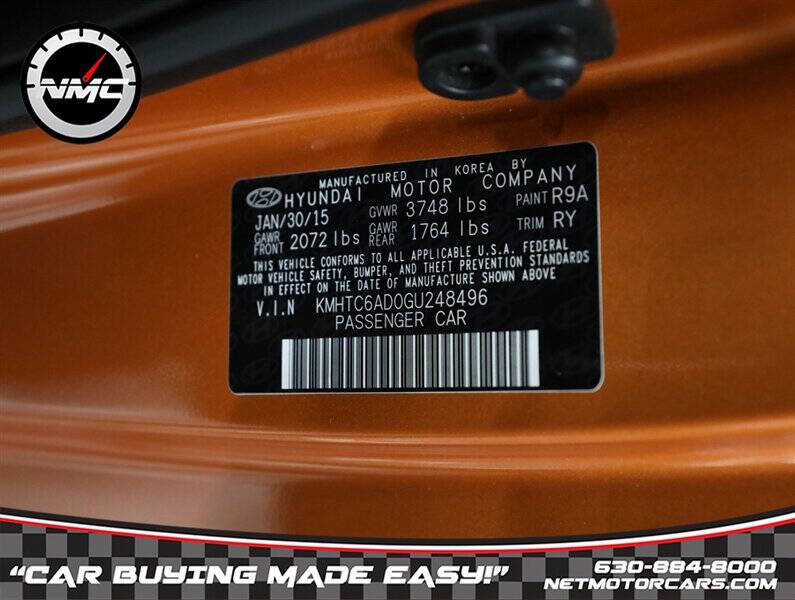 NMC
MANUFACTURED IN KOREA BY
HYUNDAI MOTOR COMPANY
JAN/30/15 GVWR 3748 lbs PAINT R9A
GAWR FRONT 2072 lbs GAWR REAR 1764 lbs TRIM RY
THIS VEHICLE CONFORMS TO ALL APPLICABLE U.S.A. FEDERAL
MOTOR VEHICLE SAFETY, BUMPER, AND THEFT PREVENTION STANDARDS
IN EFFECT ON THE DATE OF MANUFACTURE SHOWN ABOVE.
V.I.N KMHTC6AD0GU248496
PASSENGER CAR
"CAR BUYING MADE EASY!"
630-884-8000
NETMOTORCARS.COM